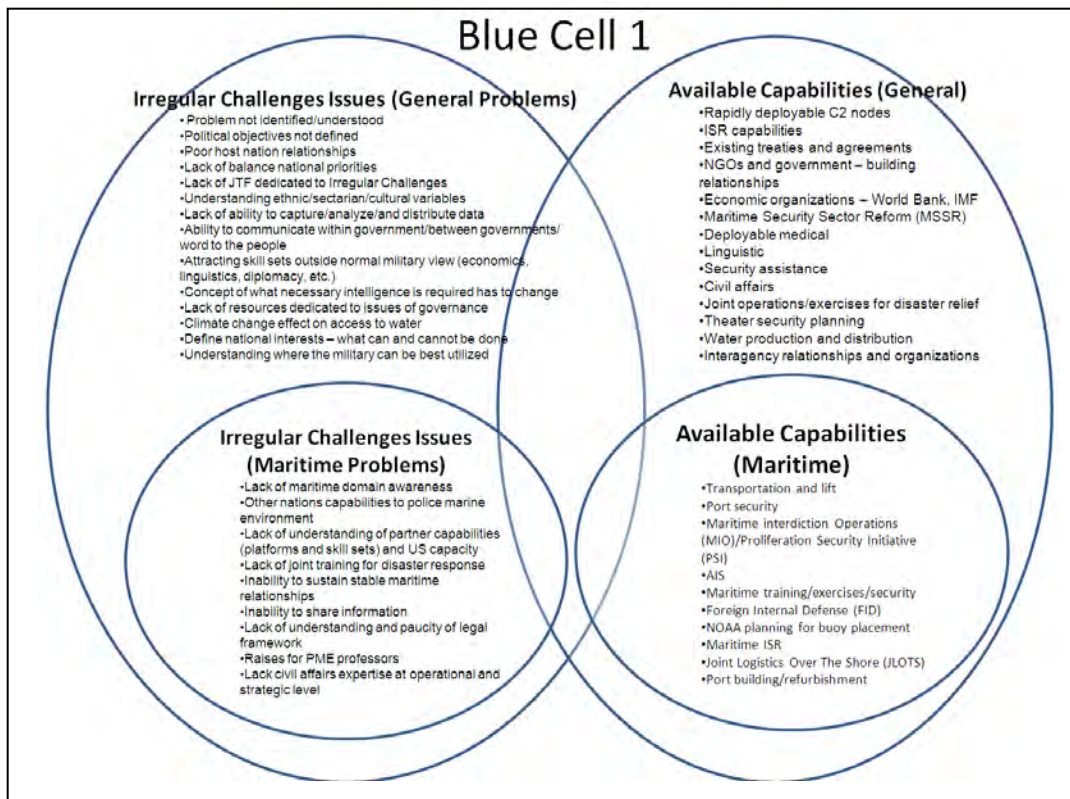 Blue Cell 1
Irregular Challenges Issues (General Problems)
•Problem not identified/understood
•Political objectives not defined
•Poor host nation relationships
•Lack of balance national priorities
•Lack of JTF dedicated to Irregular Challenges
•Understanding ethnic/sectarian/cultural variables
•Lack of ability to capture/analyze/and distribute data
•Ability to communicate within government/between governments/
word to the people
•Attracting skill sets outside normal military view (economics,
linguistics, diplomacy, etc.)
•Concept of what necessary intelligence is required has to change
•Lack of resources dedicated to issues of governance
•Climate change effect on access to water
•Define national interests – what can and cannot be done
•Understanding where the military can be best utilized
Available Capabilities (General)
•Rapidly deployable C2 nodes
•ISR capabilities
•Existing treaties and agreements
•NGOs and government – building
relationships
•Economic organizations – World Bank, IMF
•Maritime Security Sector Reform (MSSR)
•Deployable medical
•Linguistic
•Security assistance
•Civil affairs
•Joint operations/exercises for disaster relief
•Theater security planning
•Water production and distribution
•Interagency relationships and organizations
Irregular Challenges Issues
(Maritime Problems)
•Lack of maritime domain awareness
•Other nations capabilities to police marine
environment
•Lack of understanding of partner capabilities
(platforms and skill sets) and US capacity
•Lack of joint training for disaster response
•Inability to sustain stable maritime
relationships
•Inability to share information
•Lack of understanding and paucity of legal
framework
•Raises for PME professors
•Lack civil affairs expertise at operational and
strategic level
Available Capabilities
(Maritime)
•Transportation and lift
•Port security
•Maritime interdiction Operations
(MIO)/Proliferation Security Initiative
(PSI)
•AIS
•Maritime training/exercises/security
•Foreign Internal Defense (FID)
•NOAA planning for buoy placement
•Maritime ISR
•Joint Logistics Over The Shore (JLOTS)
•Port building/refurbishment